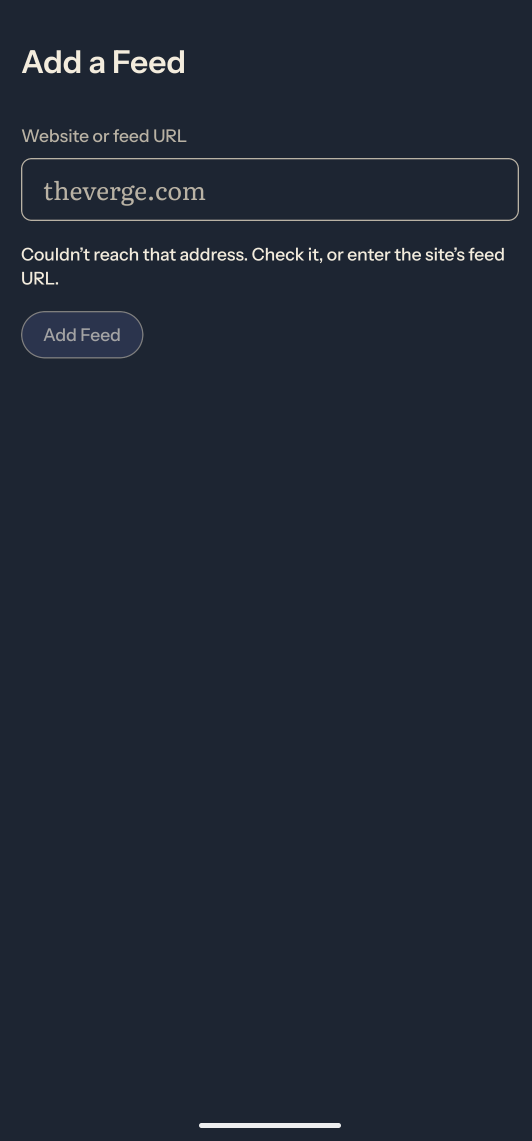 Add a Feed
Website or feed URL
theverge.com
Couldn’t reach that address. Check it, or enter the site’s feed
URL.
Add Feed